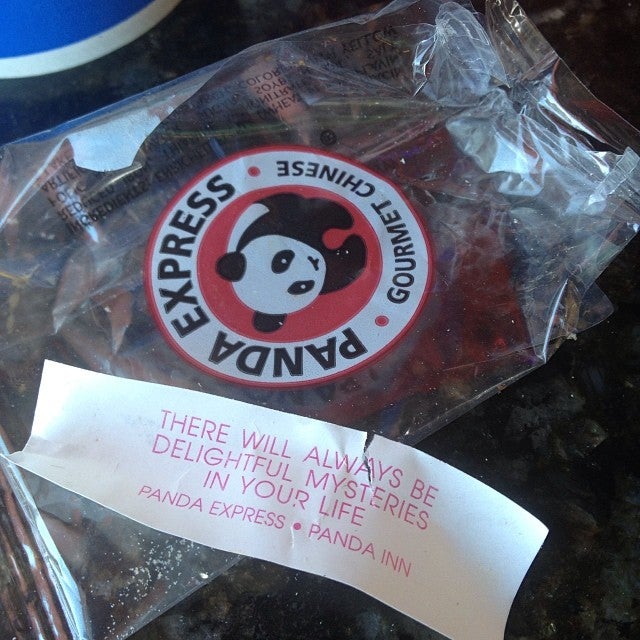 PANDA EXPRESS
GOURMET CHINESE
THERE WILL ALWAYS BE
DELIGHTFUL MYSTERIES
IN YOUR LIFE
PANDA EXPRESS • PANDA INN